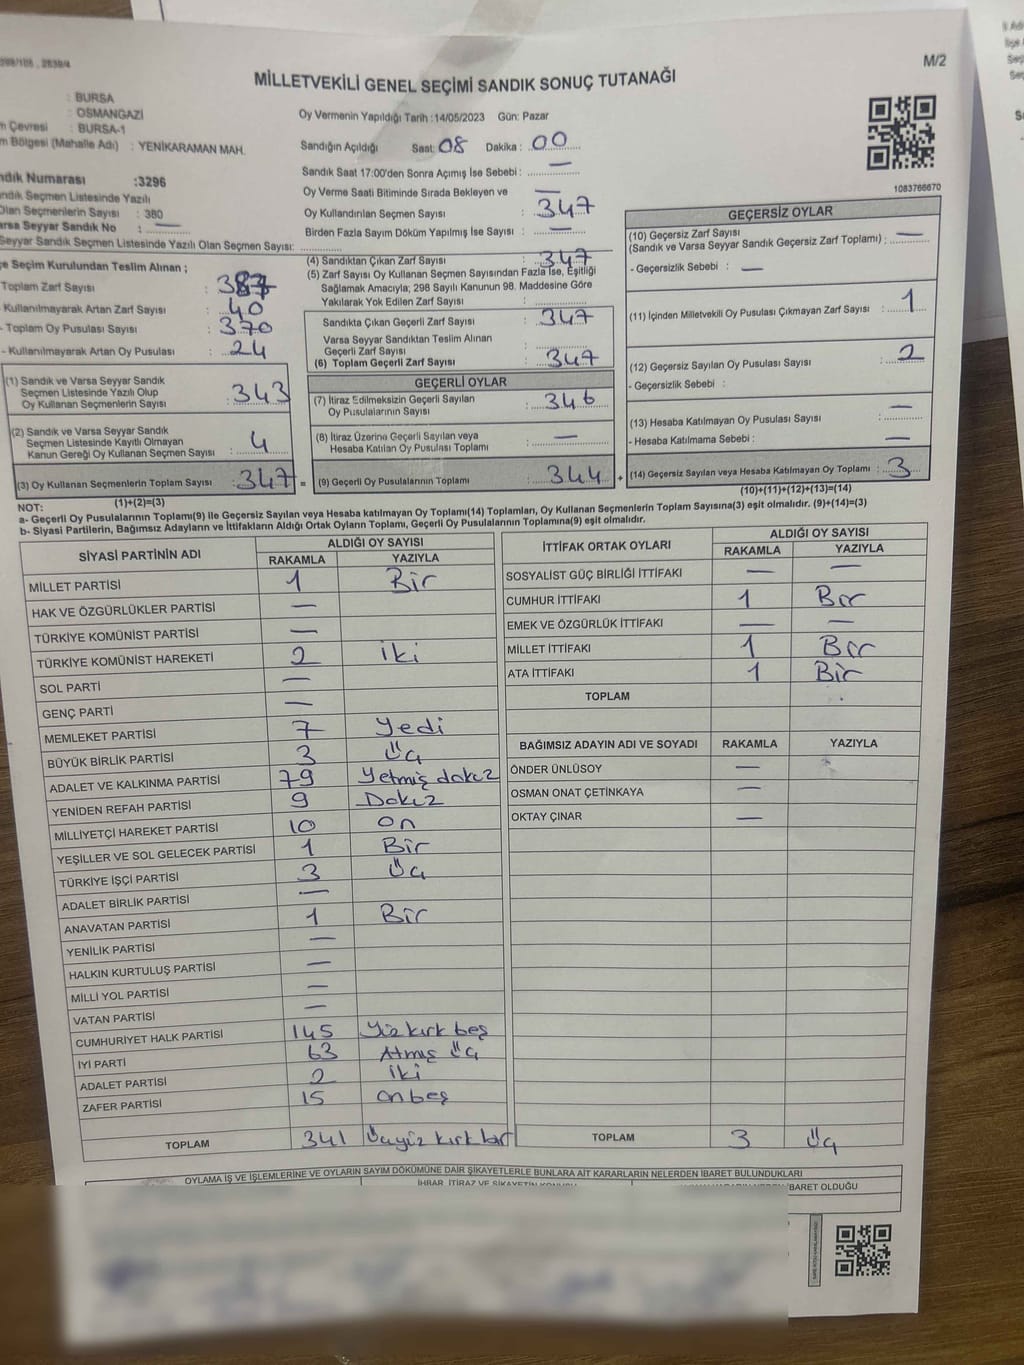 M/2
MİLLETVEKİLİ GENEL SEÇİMİ SANDIK SONUÇ TUTANAĞI
: BURSA
: OSMANGAZİ
Çevresi : BURSA-1
Bölgesi (Mahalle Adı) : YENİKARAMAN MAH.
Numarası :3296
Seçmen Listesinde Yazılı
Olan Seçmenlerin Sayısı : 380
Seyyar Sandık No : —
Seyyar Sandık Seçmen Listesinde Yazılı Olan Seçmen Sayısı:
Oy Vermenin Yapıldığı Tarih :14/05/2023 Gün: Pazar
Sandığın Açıldığı Saat: 08 Dakika : 00
Sandık Saat 17:00'den Sonra Açımış İse Sebebi : —
Oy Verme Saati Bitiminde Sırada Bekleyen ve —
Oy Kullandırılan Seçmen Sayısı : 347
Birden Fazla Sayım Döküm Yapılmış İse Sayısı : —
1083766670
Seçim Kurulundan Teslim Alınan ;
Toplam Zarf Sayısı : 387
Kullanılmayarak Artan Zarf Sayısı : 40
- Toplam Oy Pusulası Sayısı : 370
- Kullanılmayarak Artan Oy Pusulası : 24
(1) Sandık ve Varsa Seyyar Sandık
Seçmen Listesinde Yazılı Olup
Oy Kullanan Seçmenlerin Sayısı : 343
(2) Sandık ve Varsa Seyyar Sandık
Seçmen Listesinde Kayıtlı Olmayan
Kanun Gereği Oy Kullanan Seçmen Sayısı : 4
(3) Oy Kullanan Seçmenlerin Toplam Sayısı : 347 =
(1)+(2)=(3)
(4) Sandıktan Çıkan Zarf Sayısı : 347
(5) Zarf Sayısı Oy Kullanan Seçmen Sayısından Fazla İse, Eşitliği
Sağlamak Amacıyla; 298 Sayılı Kanunun 98. Maddesine Göre
Yakılarak Yok Edilen Zarf Sayısı :
Sandıkta Çıkan Geçerli Zarf Sayısı : 347
Varsa Seyyar Sandıktan Teslim Alınan
Geçerli Zarf Sayısı :
(6) Toplam Geçerli Zarf Sayısı : 347
GEÇERLİ OYLAR
(7) İtiraz Edilmeksizin Geçerli Sayılan
Oy Pusulalarının Sayısı : 346
(8) İtiraz Üzerine Geçerli Sayılan veya
Hesaba Katılan Oy Pusulası Toplamı : —
(9) Geçerli Oy Pusulalarının Toplamı : 344 +
GEÇERSİZ OYLAR
(10) Geçersiz Zarf Sayısı
(Sandık ve Varsa Seyyar Sandık Geçersiz Zarf Toplamı) : —
- Geçersizlik Sebebi : —
(11) İçinden Milletvekili Oy Pusulası Çıkmayan Zarf Sayısı : 1
(12) Geçersiz Sayılan Oy Pusulası Sayısı : 2
- Geçersizlik Sebebi :
(13) Hesaba Katılmayan Oy Pusulası Sayısı : —
- Hesaba Katılmama Sebebi : —
(14) Geçersiz Sayılan veya Hesaba Katılmayan Oy Toplamı : 3
(10)+(11)+(12)+(13)=(14)
NOT:
a- Geçerli Oy Pusulalarının Toplamı(9) ile Geçersiz Sayılan veya Hesaba katılmayan Oy Toplamı(14) Toplamları, Oy Kullanan Seçmenlerin Toplam Sayısına(3) eşit olmalıdır. (9)+(14)=(3)
b- Siyasi Partilerin, Bağımsız Adayların ve İttifakların Aldığı Ortak Oyların Toplamı, Geçerli Oy Pusulalarının Toplamına(9) eşit olmalıdır.
SİYASİ PARTİNİN ADI ALDIĞI OY SAYISI
RAKAMLA YAZIYLA
MİLLET PARTİSİ 1 Bir
HAK VE ÖZGÜRLÜKLER PARTİSİ —
TÜRKİYE KOMÜNİST PARTİSİ —
TÜRKİYE KOMÜNİST HAREKETİ 2 iki
SOL PARTİ —
GENÇ PARTİ —
MEMLEKET PARTİSİ 7 Yedi
BÜYÜK BİRLİK PARTİSİ 3 Üç
ADALET VE KALKINMA PARTİSİ 79 Yetmiş dokuz
YENİDEN REFAH PARTİSİ 9 Dokuz
MİLLİYETÇİ HAREKET PARTİSİ 10 On
YEŞİLLER VE SOL GELECEK PARTİSİ 1 Bir
TÜRKİYE İŞÇİ PARTİSİ 3 Üç
ADALET BİRLİK PARTİSİ —
ANAVATAN PARTİSİ 1 Bir
YENİLİK PARTİSİ —
HALKIN KURTULUŞ PARTİSİ —
MİLLİ YOL PARTİSİ —
VATAN PARTİSİ —
CUMHURİYET HALK PARTİSİ 145 Yüz kırk beş
İYİ PARTİ 63 Atmış üç
ADALET PARTİSİ 2 iki
ZAFER PARTİSİ 15 onbeş
TOPLAM 341 Üçyüz kırk bir
İTTİFAK ORTAK OYLARI ALDIĞI OY SAYISI
RAKAMLA YAZIYLA
SOSYALİST GÜÇ BİRLİĞİ İTTİFAKI — —
CUMHUR İTTİFAKI 1 Bir
EMEK VE ÖZGÜRLÜK İTTİFAKI — —
MİLLET İTTİFAKI 1 Bir
ATA İTTİFAKI 1 Bir
TOPLAM
BAĞIMSIZ ADAYIN ADI VE SOYADI RAKAMLA YAZIYLA
ÖNDER ÜNLÜSOY —
OSMAN ONAT ÇETİNKAYA —
OKTAY ÇINAR —
TOPLAM 3 Üç
OYLAMA İŞ VE İŞLEMLERİNE VE OYLARIN SAYIM DÖKÜMÜNE DAİR ŞİKAYETLERLE BUNLARA AİT KARARLARIN NELERDEN İBARET BULUNDUKLARI
İHBAR, İTİRAZ VE ŞİKAYETİN KONUSU
İBARET OLDUĞU